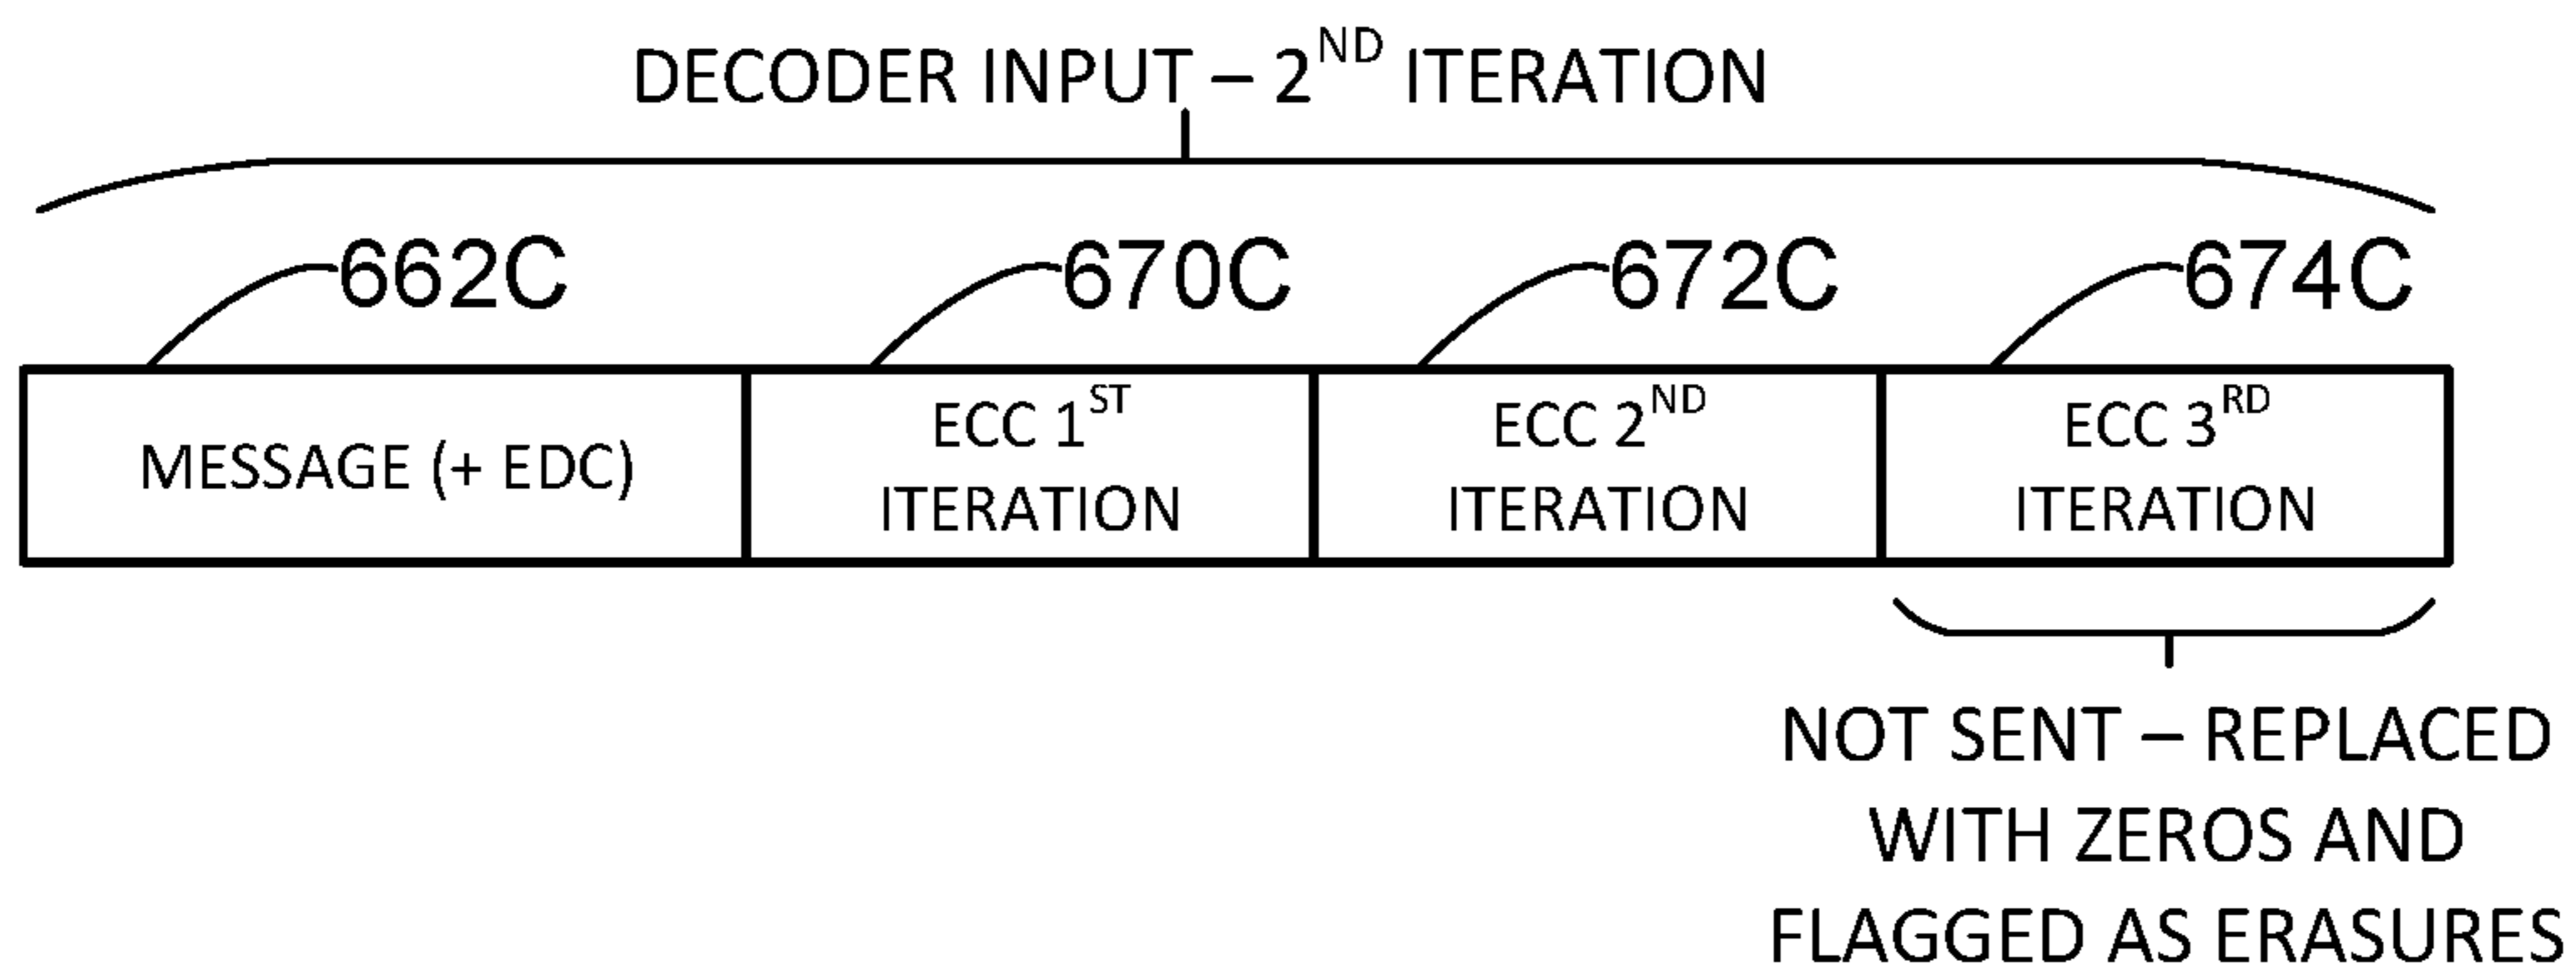 DECODER INPUT – 2ND ITERATION
662C 670C 672C 674C
MESSAGE (+ EDC)
ECC 1ST
ITERATION
ECC 2ND
ITERATION
ECC 3RD
ITERATION
NOT SENT – REPLACED
WITH ZEROS AND
FLAGGED AS ERASURES